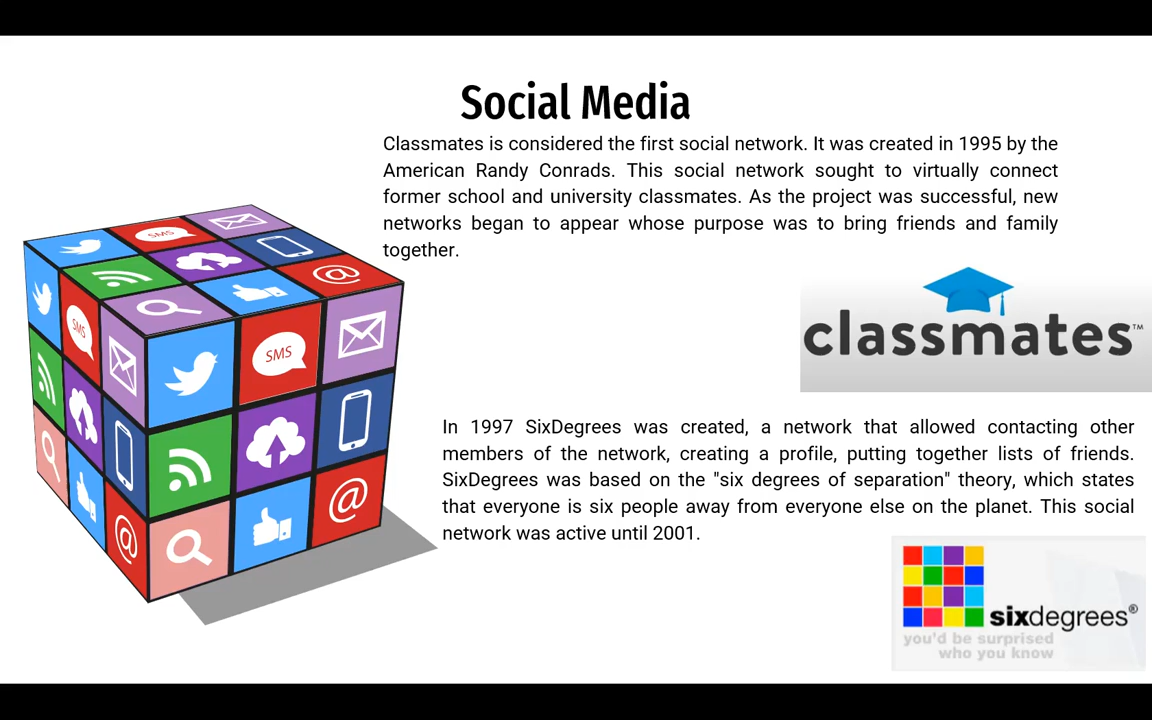 Social Media
Classmates is considered the first social network. It was created in 1995 by the
American Randy Conrads. This social network sought to virtually connect
former school and university classmates. As the project was successful, new
networks began to appear whose purpose was to bring friends and family
together.
SMS
@
SMS
@
SMS
@
classmates™
In 1997 SixDegrees was created, a network that allowed contacting other
members of the network, creating a profile, putting together lists of friends.
SixDegrees was based on the "six degrees of separation" theory, which states
that everyone is six people away from everyone else on the planet. This social
network was active until 2001.
sixdegrees®
you'd be surprised
who you know